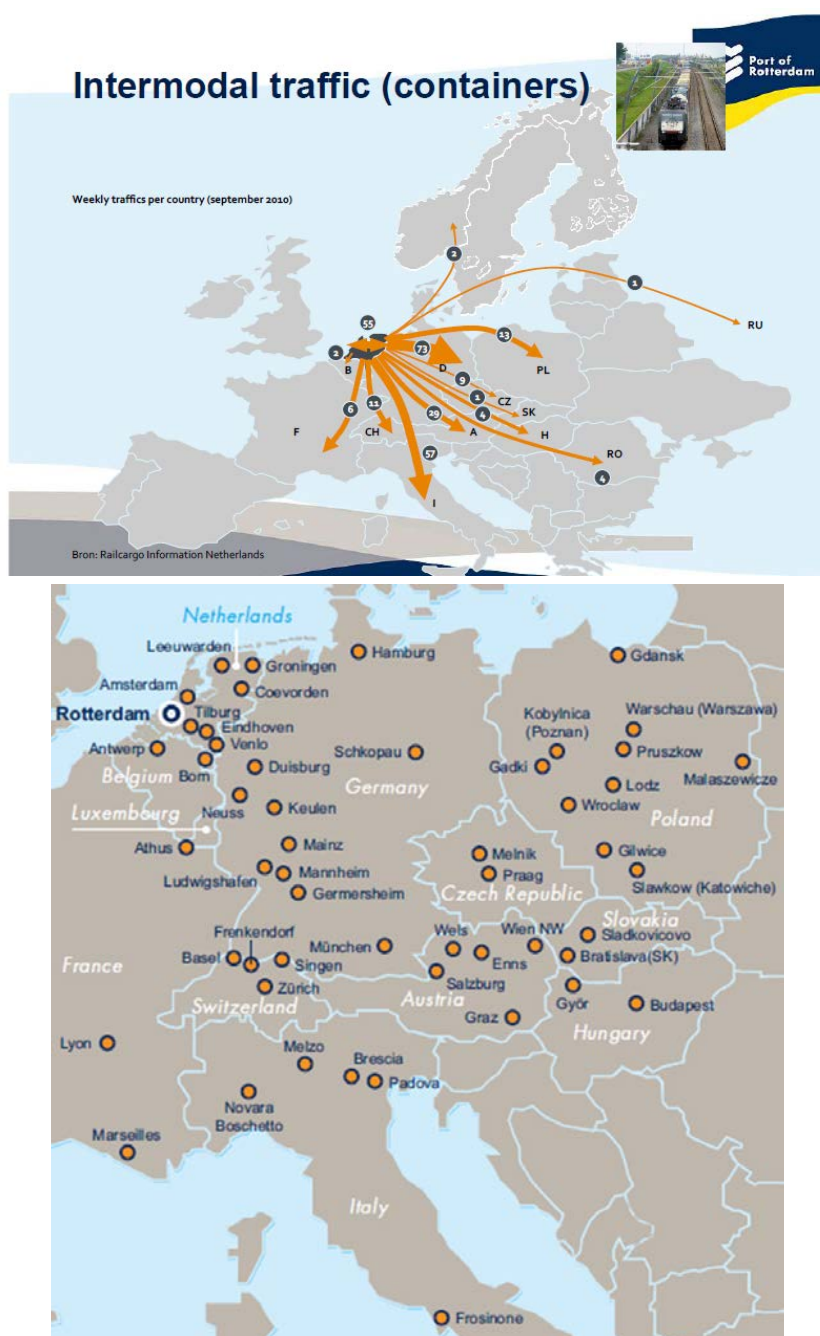 Intermodal traffic (containers)
Port of
Rotterdam
Weekly traffics per country (september 2010)
2
1
RU
55
13
2
73
B
D
9
PL
1
CZ
6
11
29
4
SK
F
CH
A
H
57
RO
4
I
Bron: Railcargo Information Netherlands
Netherlands
Leeuwarden
Groningen
Hamburg
Gdansk
Amsterdam
Coevorden
Rotterdam
Tilburg
Eindhoven
Kobylnica
(Poznan)
Warschau (Warszawa)
Antwerp
Venlo
Schkopau
Pruszkow
Belgium
Born
Duisburg
Germany
Gadki
Malaszewicze
Lodz
Luxembourg
Neuss
Keulen
Wroclaw
Poland
Athus
Mainz
Melnik
Gilwice
Ludwigshafen
Mannheim
Praag
Slawkow (Katowiche)
Germersheim
Czech Republic
Frenkendorf
Slovakia
München
Wels
Wien NW
Sladkovicovo
Basel
Singen
Enns
Bratislava(SK)
France
Zürich
Salzburg
Switzerland
Austria
Györ
Budapest
Graz
Hungary
Lyon
Melzo
Brescia
Padova
Novara
Boschetto
Marseilles
Italy
Frosinone